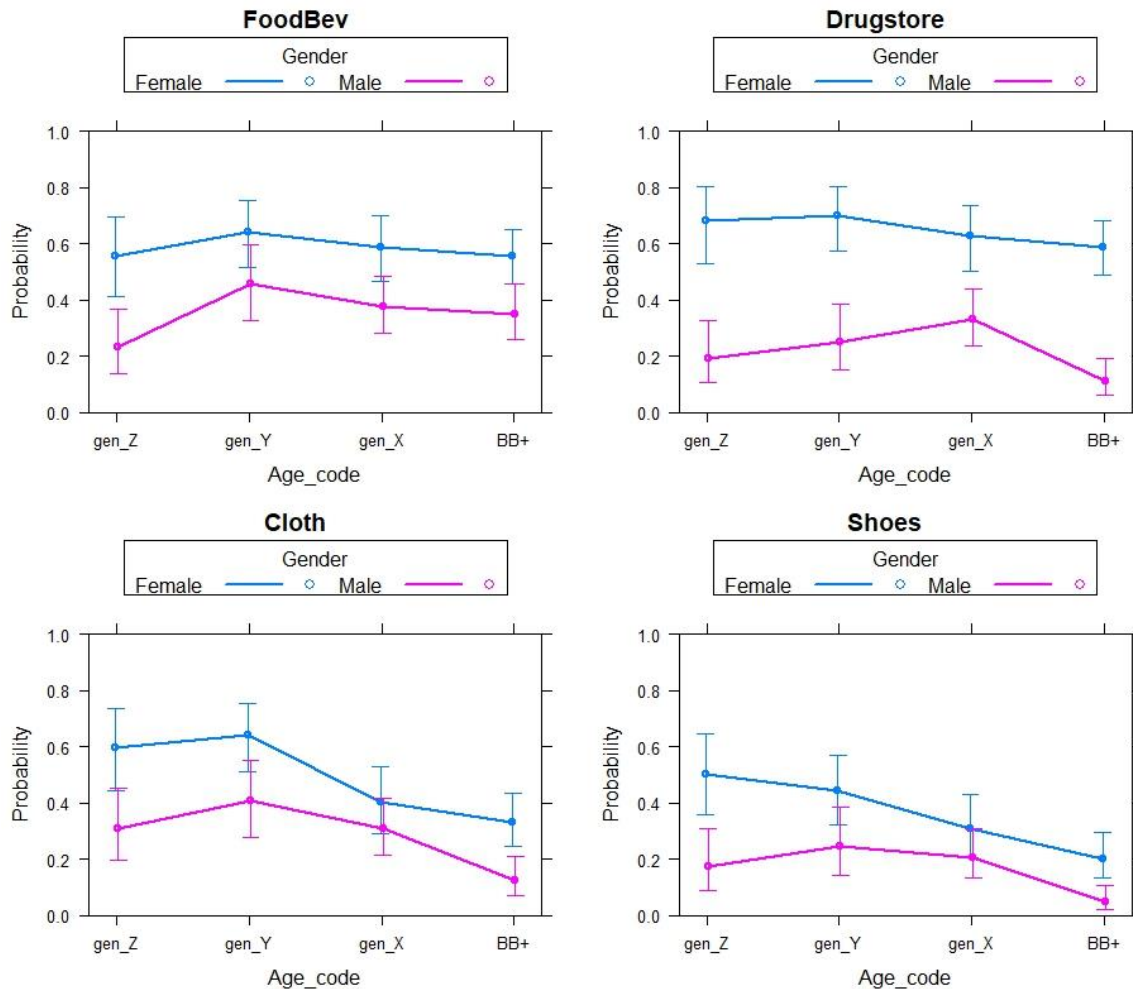 FoodBev
Gender
Female Male
1.0
0.8
0.6
0.4
0.2
0.0
Probability
gen_Z gen_Y gen_X BB+
Age_code
Drugstore
Gender
Female Male
1.0
0.8
0.6
0.4
0.2
0.0
Probability
gen_Z gen_Y gen_X BB+
Age_code
Cloth
Gender
Female Male
1.0
0.8
0.6
0.4
0.2
0.0
Probability
gen_Z gen_Y gen_X BB+
Age_code
Shoes
Gender
Female Male
1.0
0.8
0.6
0.4
0.2
0.0
Probability
gen_Z gen_Y gen_X BB+
Age_code